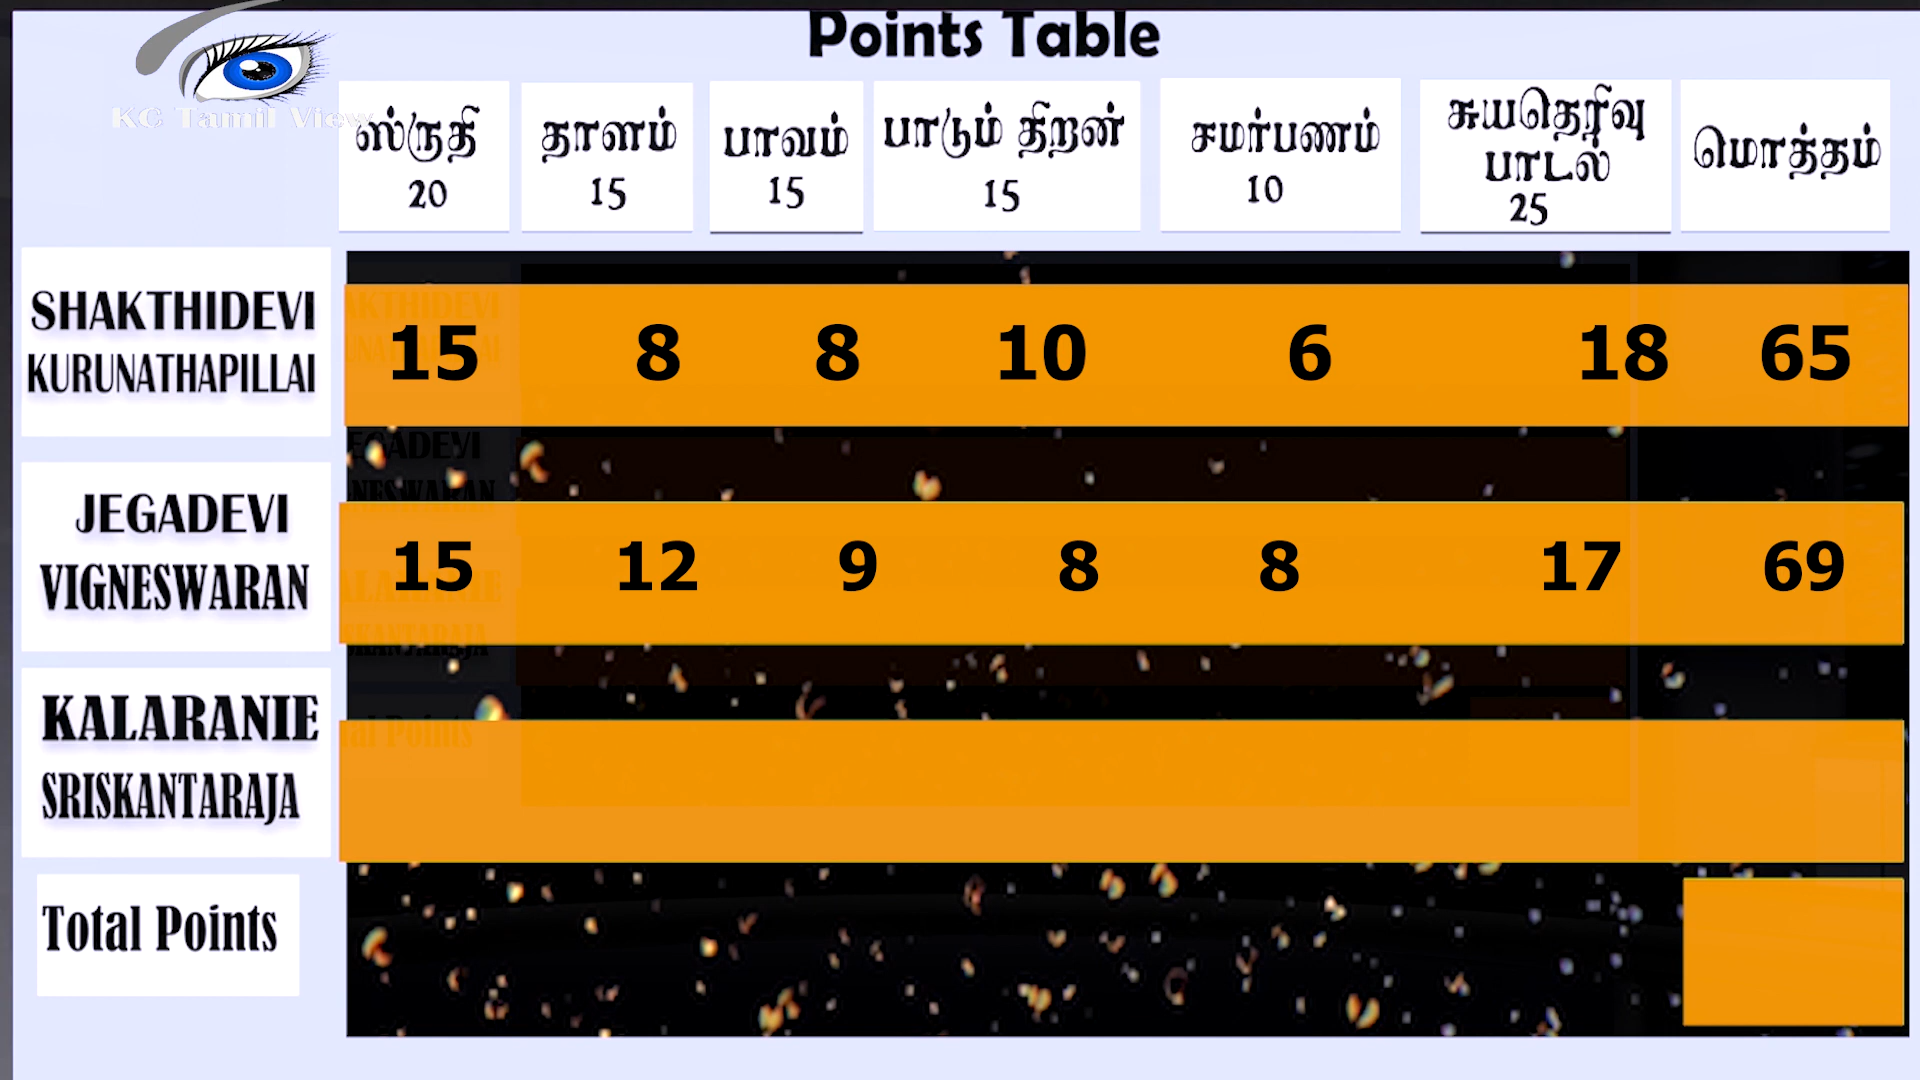 Points Table
KC Tamil View
ஸ்ருதி
20
தாளம்
15
பாவம்
15
பாடும் திறன்
15
சமர்பணம்
10
சுயதெரிவு
பாடல்
25
மொத்தம்
SHAKTHIDEVI
KURUNATHAPILLAI
15 8 8 10 6 18 65
JEGADEVI
VIGNESWARAN
15 12 9 8 8 17 69
KALARANIE
SRISKANTARAJA
Total Points